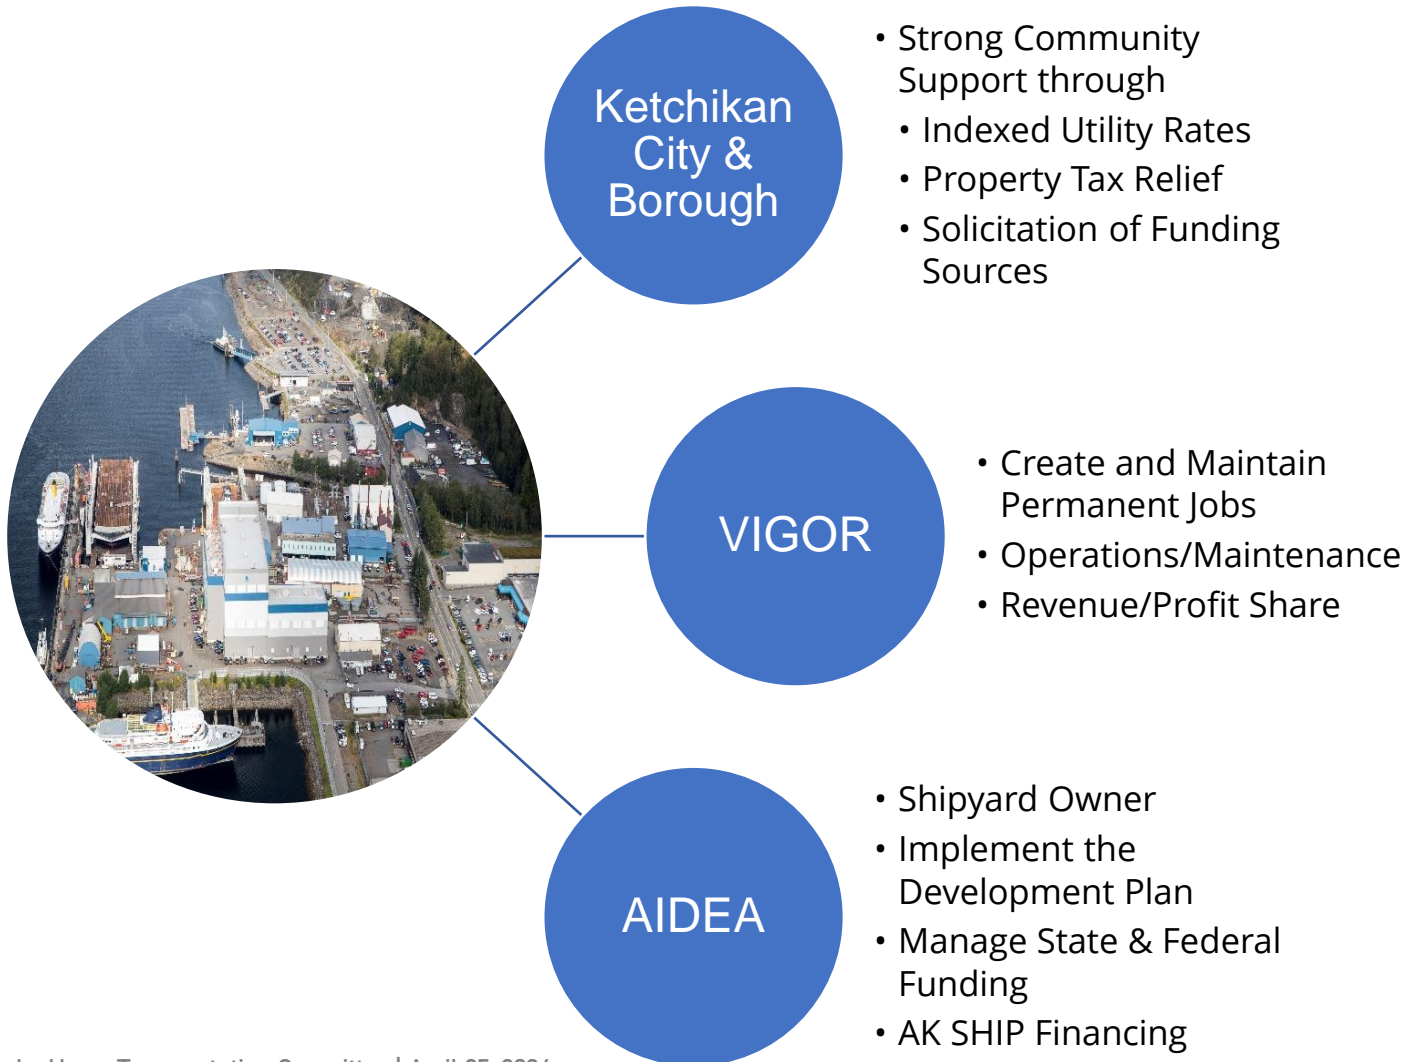 Ketchikan
City &
Borough
• Strong Community
Support through
• Indexed Utility Rates
• Property Tax Relief
• Solicitation of Funding
Sources
VIGOR
• Create and Maintain
Permanent Jobs
• Operations/Maintenance
• Revenue/Profit Share
AIDEA
• Shipyard Owner
• Implement the
Development Plan
• Manage State & Federal
Funding
• AK SHIP Financing